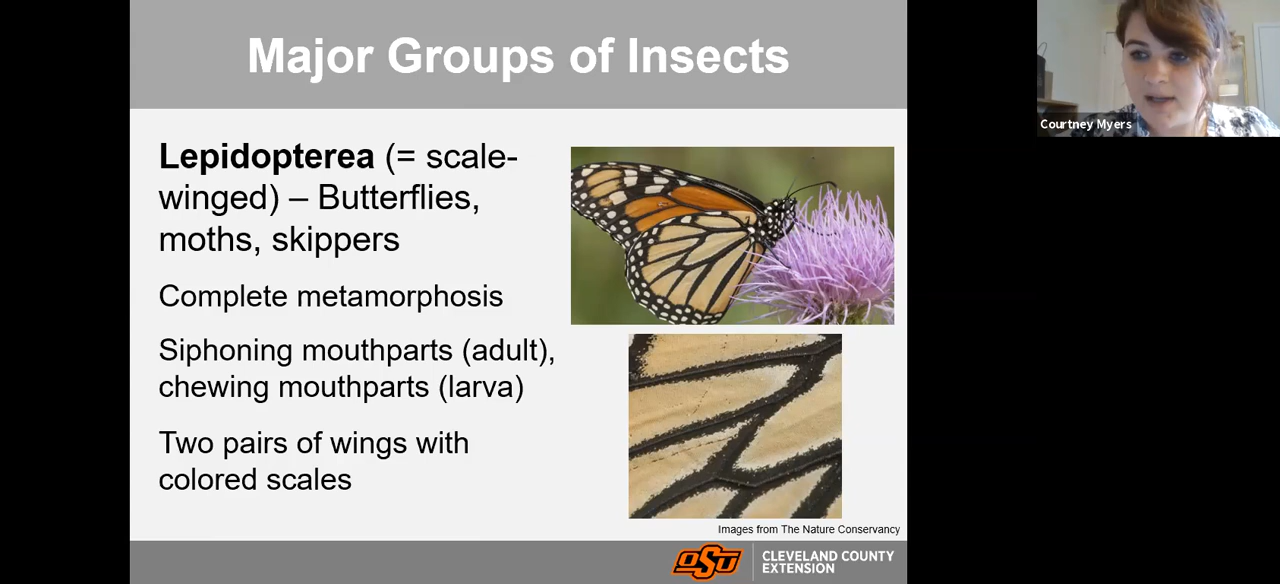 Major Groups of Insects
Lepidopterea (= scale-
winged) – Butterflies,
moths, skippers
Complete metamorphosis
Siphoning mouthparts (adult),
chewing mouthparts (larva)
Two pairs of wings with
colored scales
Images from The Nature Conservancy
OSU
CLEVELAND COUNTY
EXTENSION
Courtney Myers